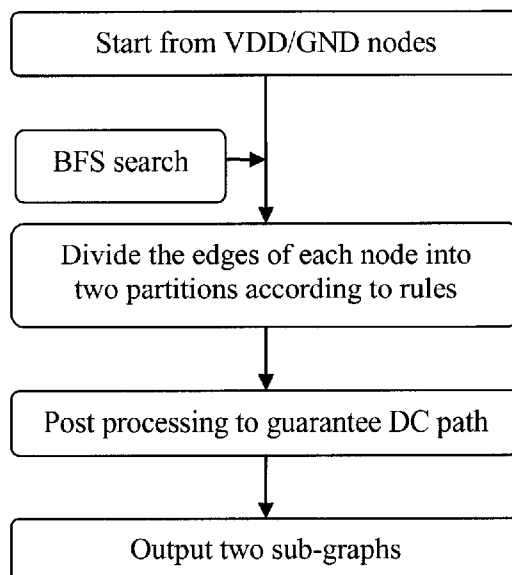 Start from VDD/GND nodes
BFS search
Divide the edges of each node into
two partitions according to rules
Post processing to guarantee DC path
Output two sub-graphs